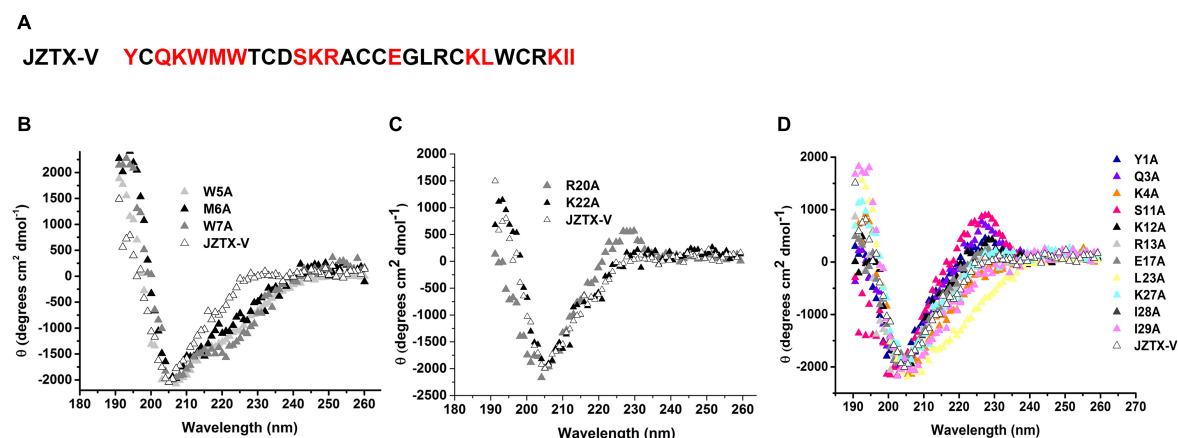 A
JZTX-V YCQKWMWTCDSKRACCEGLRCKLWCRKII
B
θ (degrees cm² dmol⁻¹)
2000
1500
1000
500
0
-500
-1000
-1500
-2000
180 190 200 210 220 230 240 250 260
Wavelength (nm)
W5A
M6A
W7A
JZTX-V
C
θ (degrees cm² dmol⁻¹)
2000
1500
1000
500
0
-500
-1000
-1500
-2000
-2500
180 190 200 210 220 230 240 250 260
Wavelength (nm)
R20A
K22A
JZTX-V
D
θ (degrees cm² dmol⁻¹)
2000
1000
0
-1000
-2000
190 200 210 220 230 240 250 260 270
Wavelength (nm)
Y1A
Q3A
K4A
S11A
K12A
R13A
E17A
L23A
K27A
I28A
I29A
JZTX-V